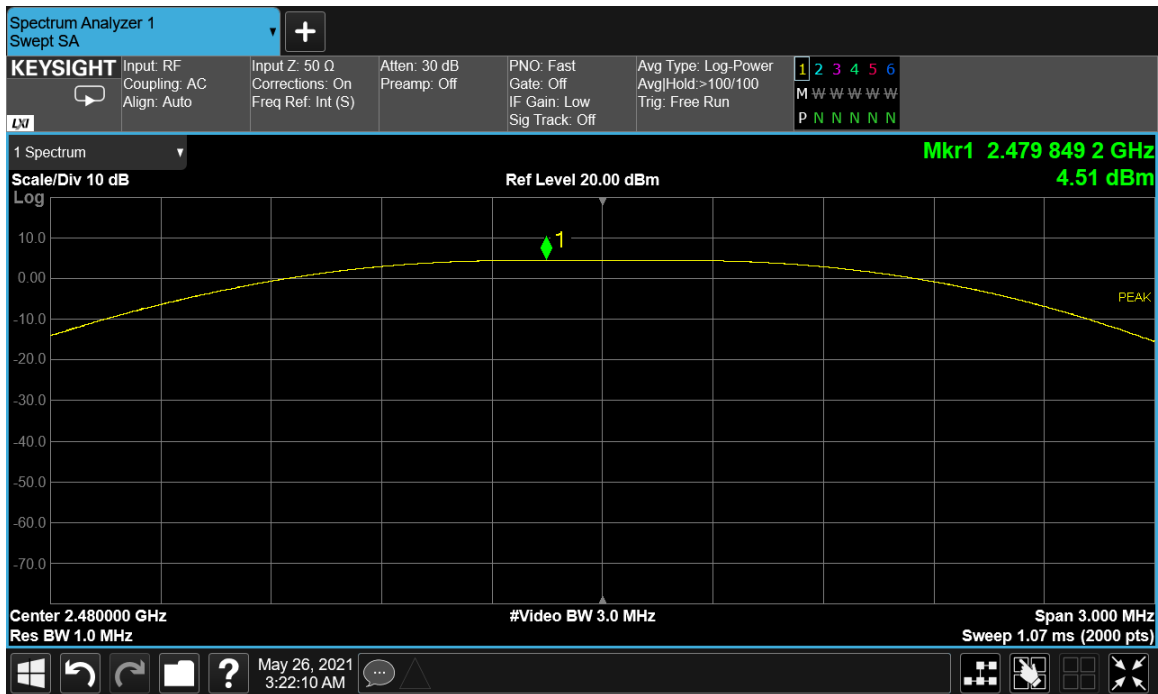 Spectrum Analyzer 1
Swept SA
KEYSIGHT
LXI
Input: RF
Coupling: AC
Align: Auto
Input Z: 50 Ω
Corrections: On
Freq Ref: Int (S)
Atten: 30 dB
Preamp: Off
PNO: Fast
Gate: Off
IF Gain: Low
Sig Track: Off
Avg Type: Log-Power
Avg|Hold:>100/100
Trig: Free Run
1 2 3 4 5 6
M W W W W W
P N N N N N
1 Spectrum
Mkr1 2.479 849 2 GHz
Scale/Div 10 dB
Ref Level 20.00 dBm
4.51 dBm
Log
10.0
1
0.00
PEAK
-10.0
-20.0
-30.0
-40.0
-50.0
-60.0
-70.0
Center 2.480000 GHz
#Video BW 3.0 MHz
Span 3.000 MHz
Res BW 1.0 MHz
Sweep 1.07 ms (2000 pts)
?
May 26, 2021
3:22:10 AM